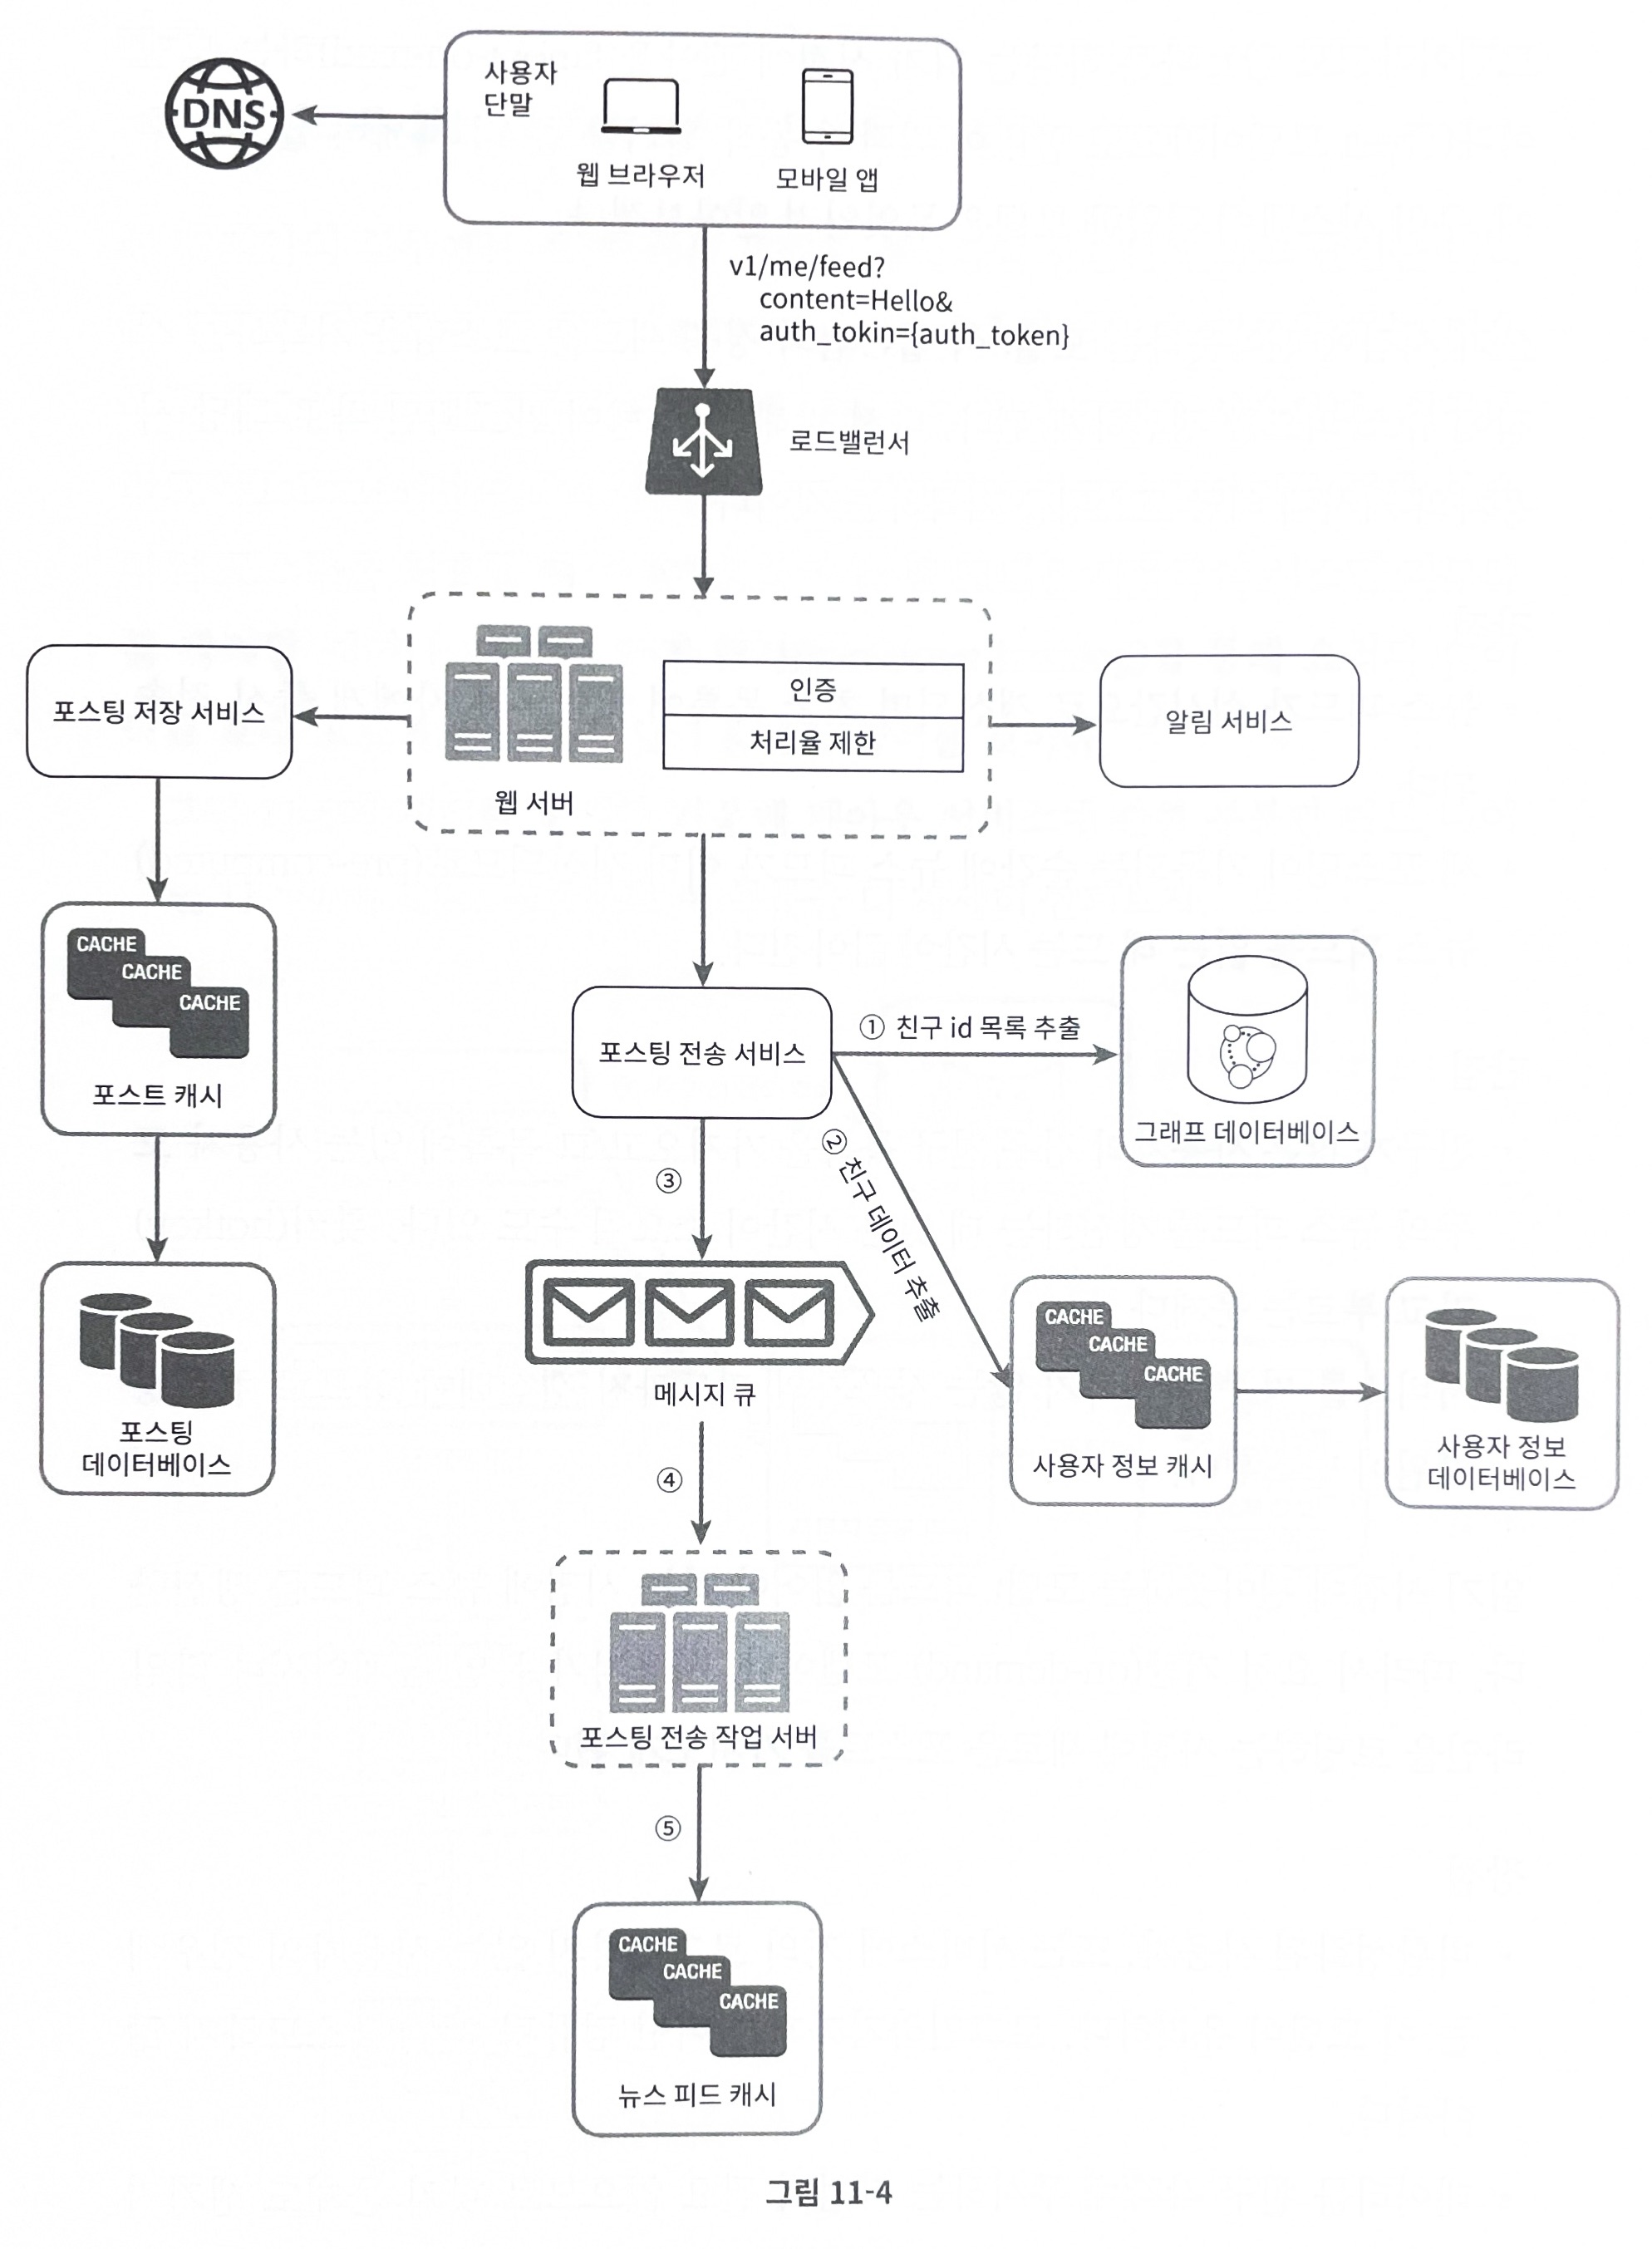 DNS
사용자
단말
웹 브라우저
모바일 앱
v1/me/feed?
content=Hello&
auth_tokin={auth_token}
로드밸런서
포스팅 저장 서비스
인증
처리율 제한
웹 서버
알림 서비스
CACHE
CACHE
CACHE
포스트 캐시
포스팅 전송 서비스
① 친구 id 목록 추출
그래프 데이터베이스
② 친구 데이터 추출
③
포스팅
데이터베이스
메시지 큐
CACHE
CACHE
CACHE
사용자 정보 캐시
사용자 정보
데이터베이스
④
포스팅 전송 작업 서버
⑤
CACHE
CACHE
CACHE
뉴스 피드 캐시
그림 11-4